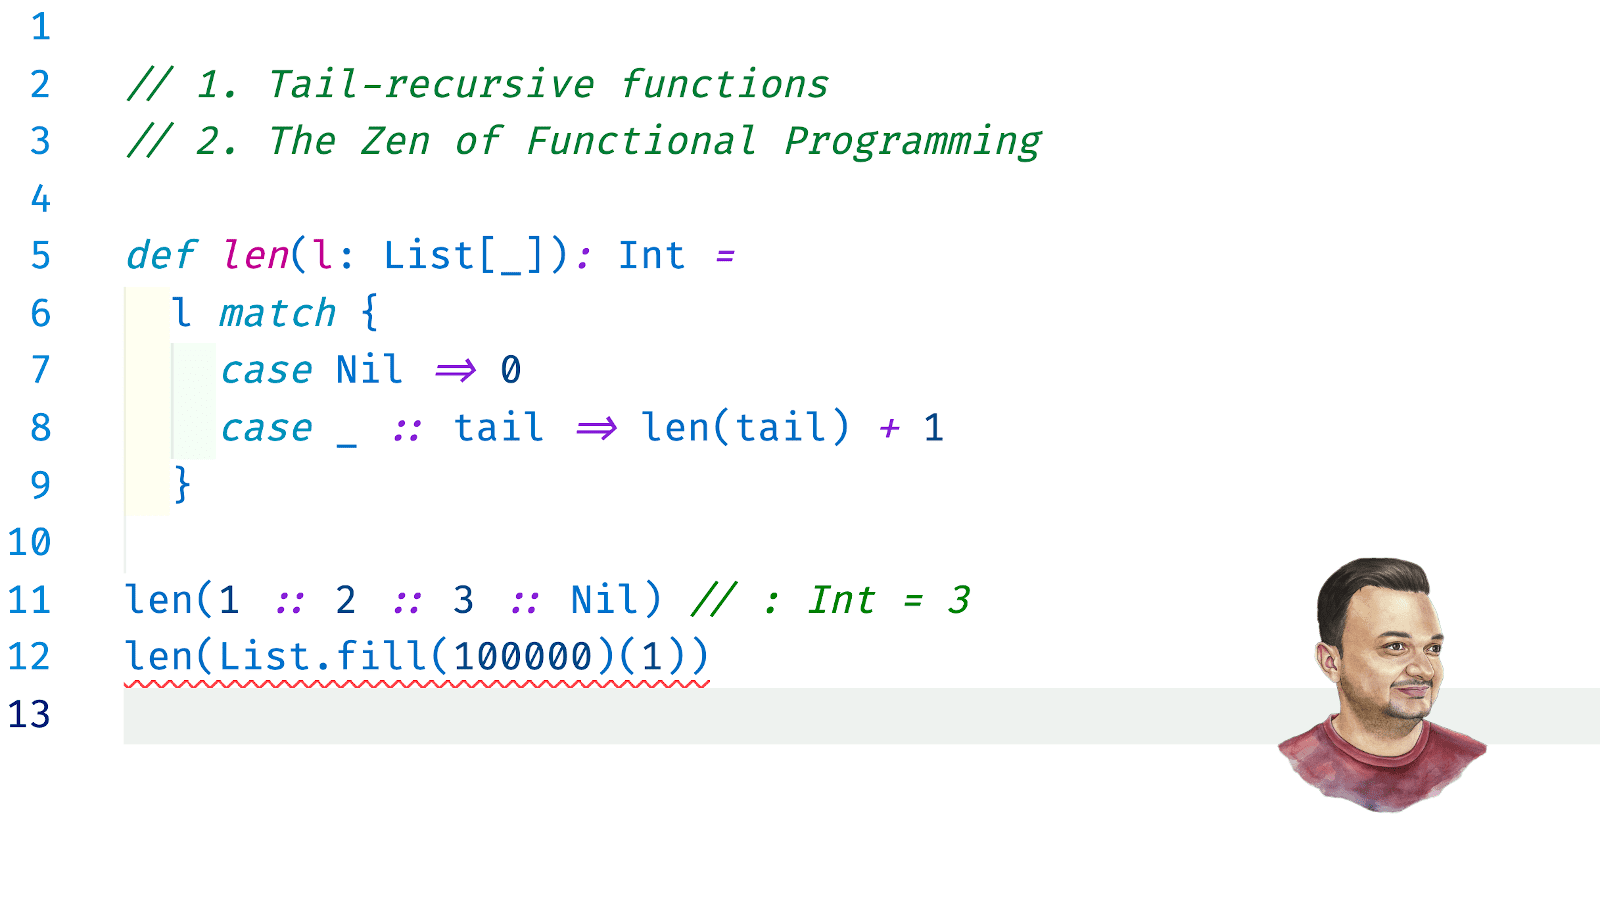 1
2 // 1. Tail-recursive functions
3 // 2. The Zen of Functional Programming
4
5 def len(l: List[_]): Int =
6 l match {
7 case Nil => 0
8 case _ :: tail => len(tail) + 1
9 }
10
11 len(1 :: 2 :: 3 :: Nil) // : Int = 3
12 len(List.fill(100000)(1))
13